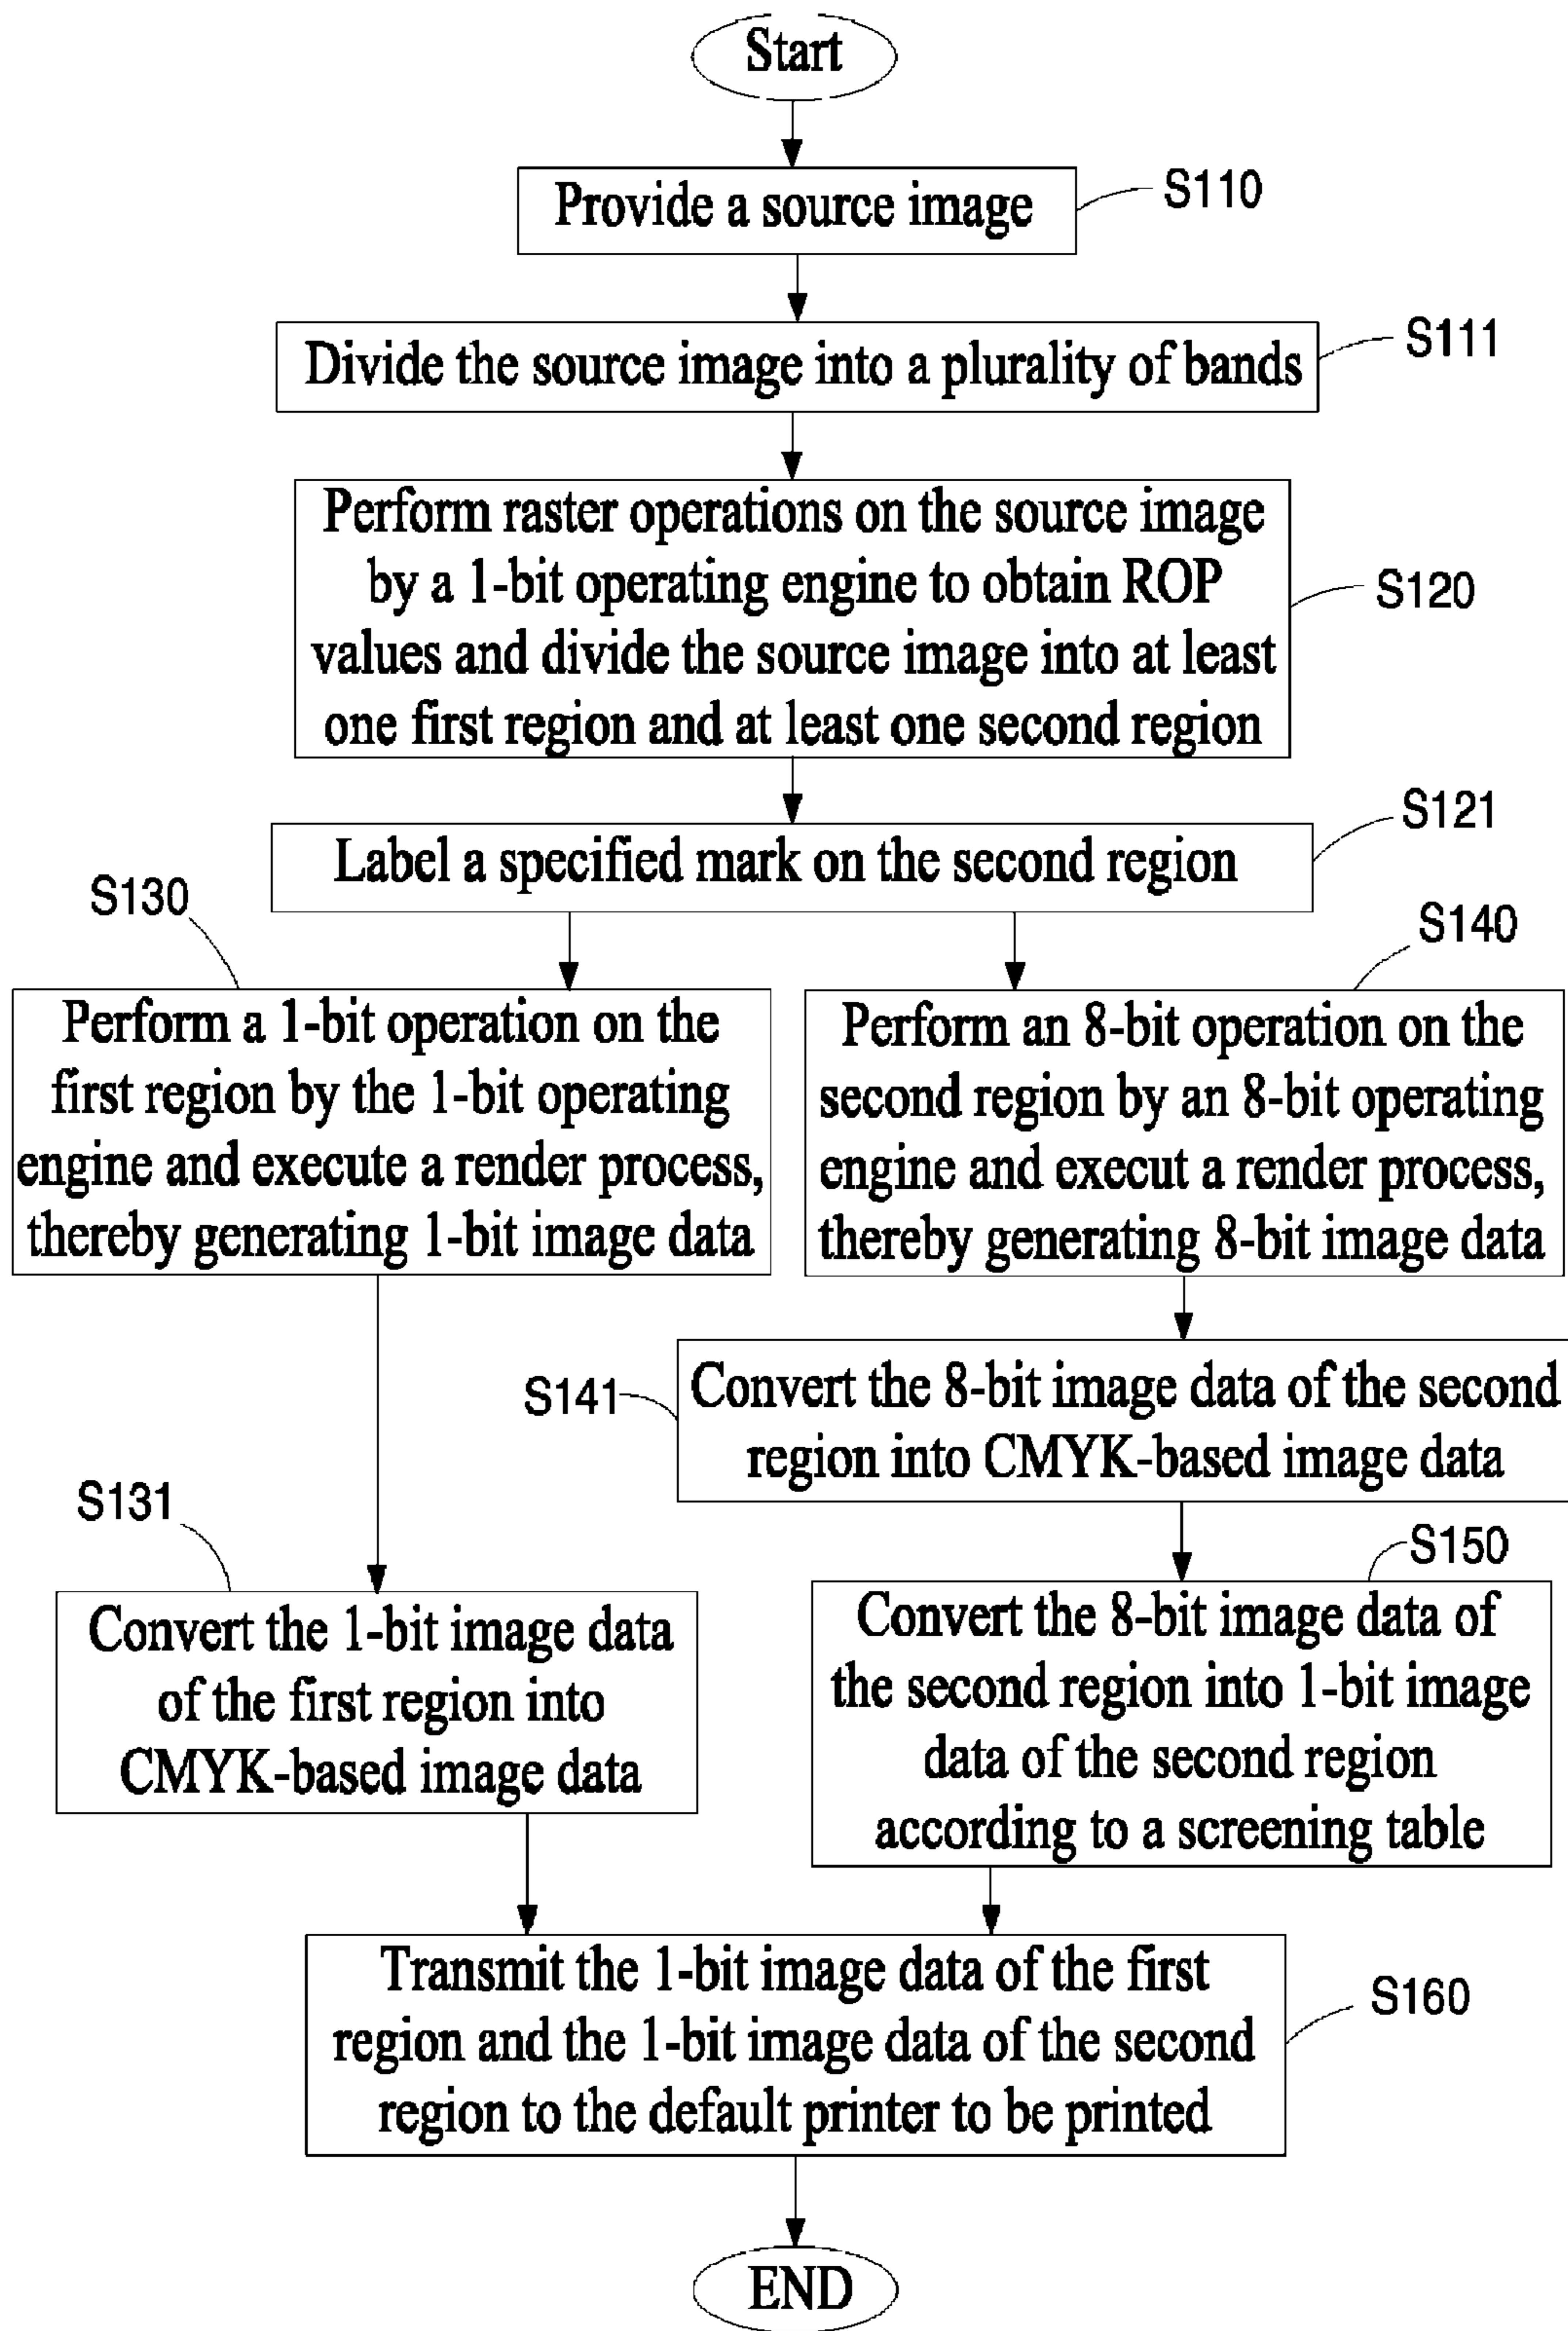 Start
Provide a source image
S110
Divide the source image into a plurality of bands
S111
Perform raster operations on the source image
by a 1-bit operating engine to obtain ROP
values and divide the source image into at least
one first region and at least one second region
S120
Label a specified mark on the second region
S121
S130
Perform a 1-bit operation on the
first region by the 1-bit operating
engine and execute a render process,
thereby generating 1-bit image data
S140
Perform an 8-bit operation on the
second region by an 8-bit operating
engine and execut a render process,
thereby generating 8-bit image data
S141
Convert the 8-bit image data of the second
region into CMYK-based image data
S131
Convert the 1-bit image data
of the first region into
CMYK-based image data
S150
Convert the 8-bit image data of
the second region into 1-bit image
data of the second region
according to a screening table
Transmit the 1-bit image data of the first
region and the 1-bit image data of the second
region to the default printer to be printed
S160
END